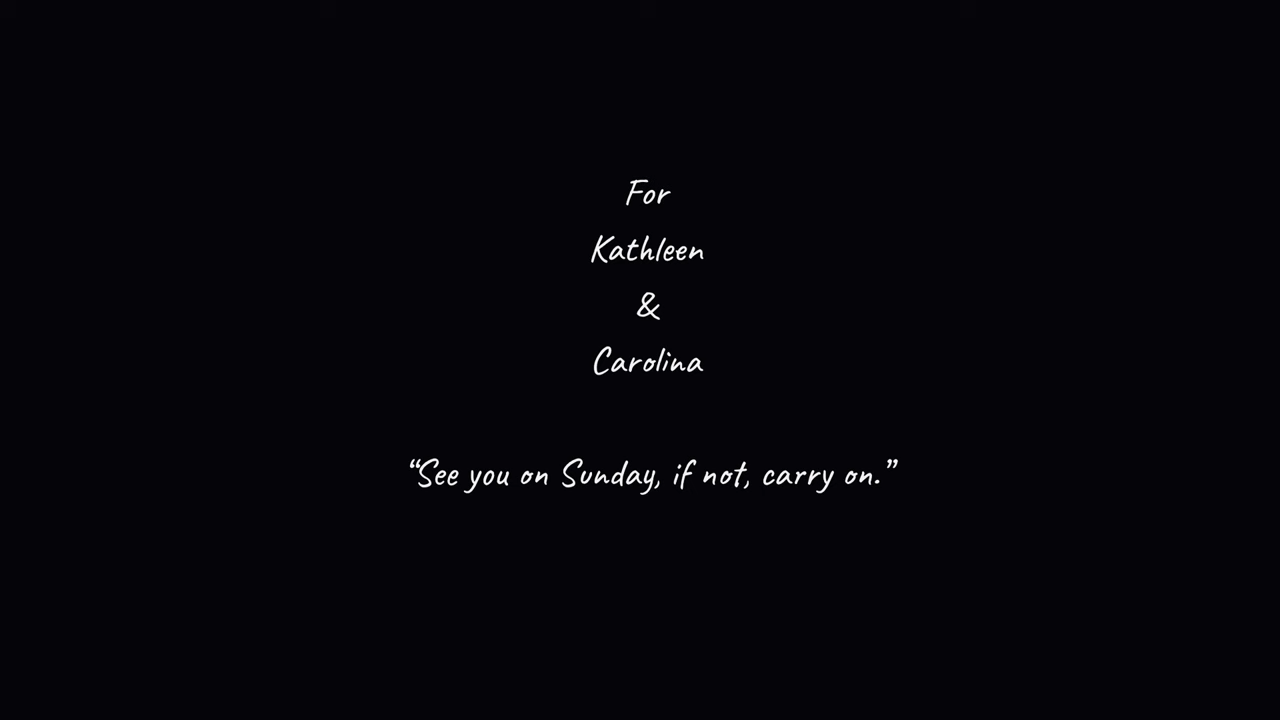 For
Kathleen
&
Carolina
“See you on Sunday, if not, carry on.”